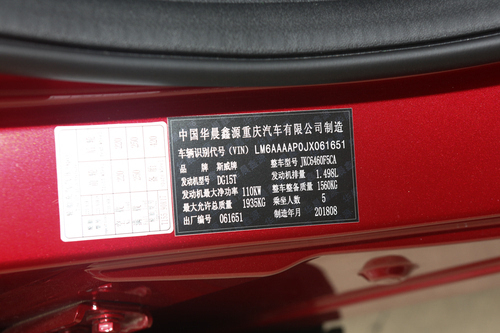 中国华晨鑫源重庆汽车有限公司制造
车辆识别代号(VIN) LM6AAAAP0JX061651
品牌 斯威牌 整车型号 JKC6460F5CA
发动机型号 DG15T 发动机排量 1.498L
发动机最大净功率 110KW 整车整备质量 1560KG
最大允许总质量 1935KG 乘坐人数 5
出厂编号 061651 制造年月 201808